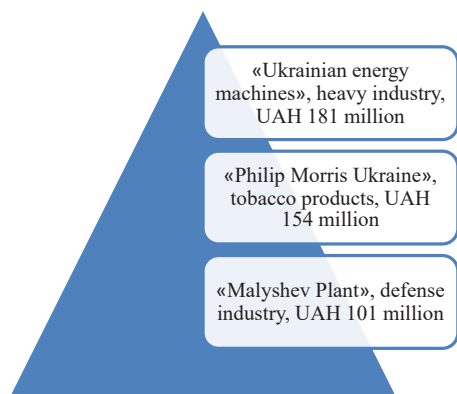 «Ukrainian energy
machines», heavy industry,
UAH 181 million
«Philip Morris Ukraine»,
tobacco products, UAH
154 million
«Malyshev Plant», defense
industry, UAH 101 million